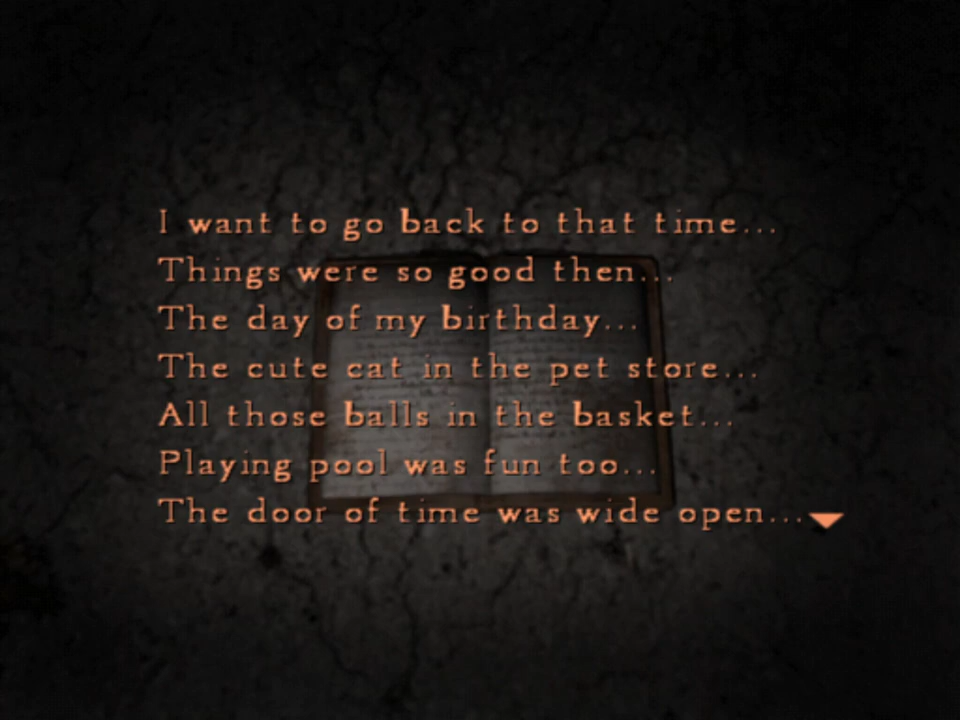 I want to go back to that time...
Things were so good then...
The day of my birthday...
The cute cat in the pet store...
All those balls in the basket...
Playing pool was fun too...
The door of time was wide open...